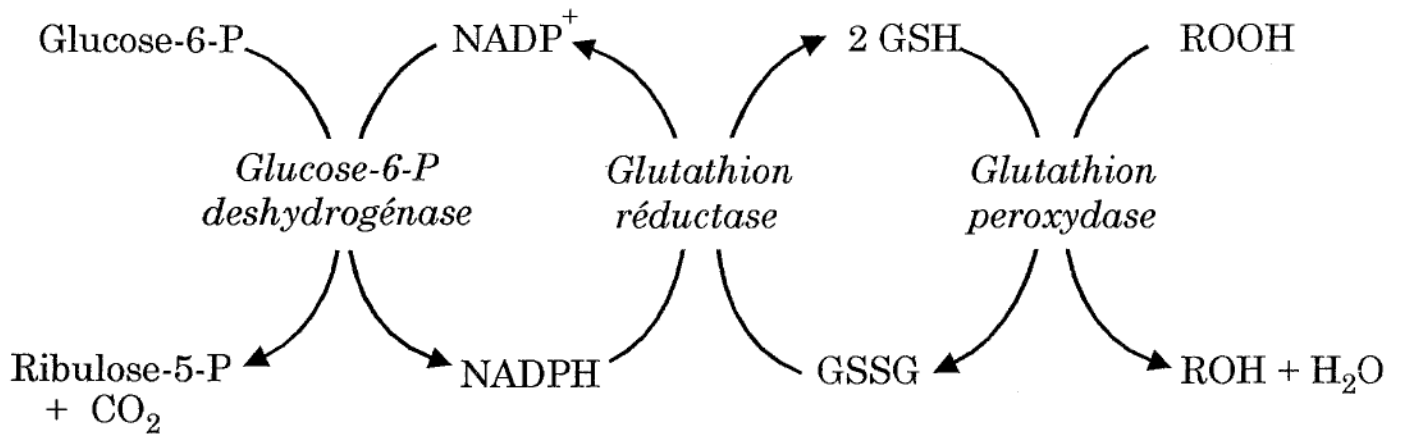 Glucose-6-P NADP+ 2 GSH ROOH
Glucose-6-P Glutathion Glutathion
deshydrogénase réductase peroxydase
Ribulose-5-P NADPH GSSG ROH + H2O
+ CO2